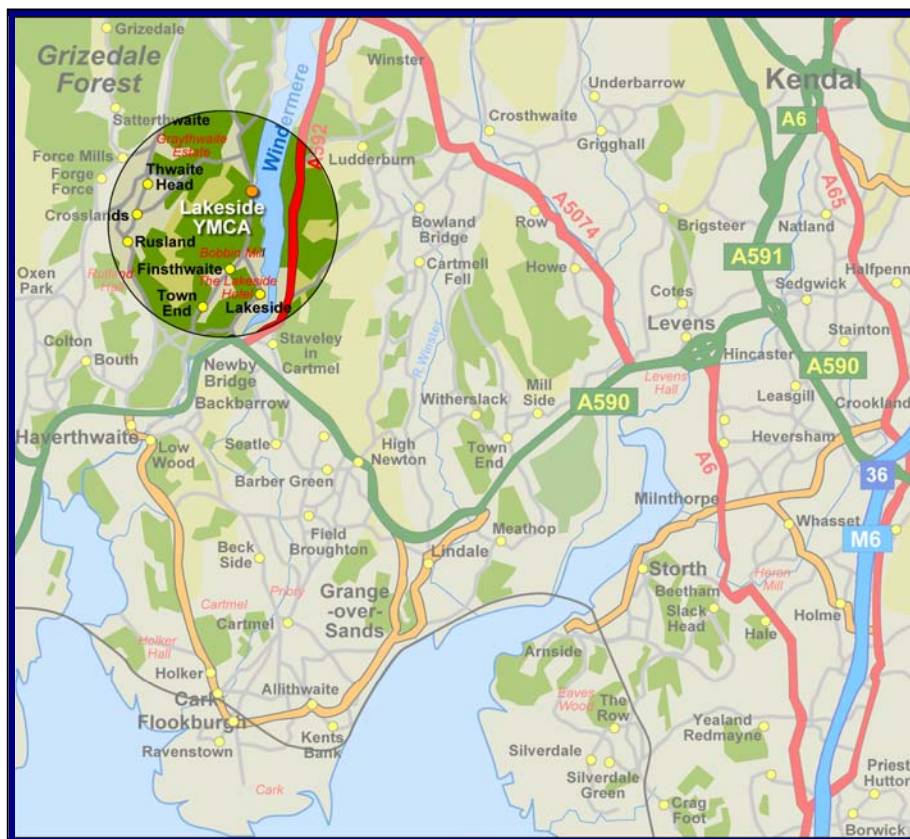 Grizedale
Grizedale
Forest
Winster
Underbarrow
Kendal
A6
Satterthwaite
Crosthwaite
Windermere
A592
Graythwaite
Estate
Grigghall
Force Mills
Ludderburn
Forge
Force
Thwaite
Head
A65
Lakeside
YMCA
Crosslands
Bowland
Bridge
Row
A5074
Brigsteer
Natland
Rusland
Bobbin Mill
A591
Cartmell
Fell
Howe
Halfpenn
Oxen
Park
Finsthwaite
The Lakeside
Hotel
Town
End
Lakeside
Cotes
Sedgwick
Levens
Stainton
Colton
Bouth
Staveley
in
Cartmel
R.Winster
Hincaster
Newby
Bridge
Backbarrow
Mill
Side
Levens
Hall
A590
A590
Leasgill
Crookland
Witherslack
Haverthwaite
Low
Wood
Seatle
High
Newton
Town
End
A6
Heversham
Barber Green
36
Milnthorpe
Field
Broughton
Meathop
Whasset
M6
Beck
Side
Lindale
Storth
Heron
Mill
Cartmel
Priory
Grange
-over-
Sands
Beetham
Slack
Head
Holme
Cartmel
Hale
Holker
Hall
Arnside
Holker
Allithwaite
Eaves
Wood
Cark
Flookburgh
The
Row
Yealand
Redmayne
Ravenstown
Kents
Bank
Silverdale
Silverdale
Green
Priest
Hutton
Cark
Crag
Foot
Borwick